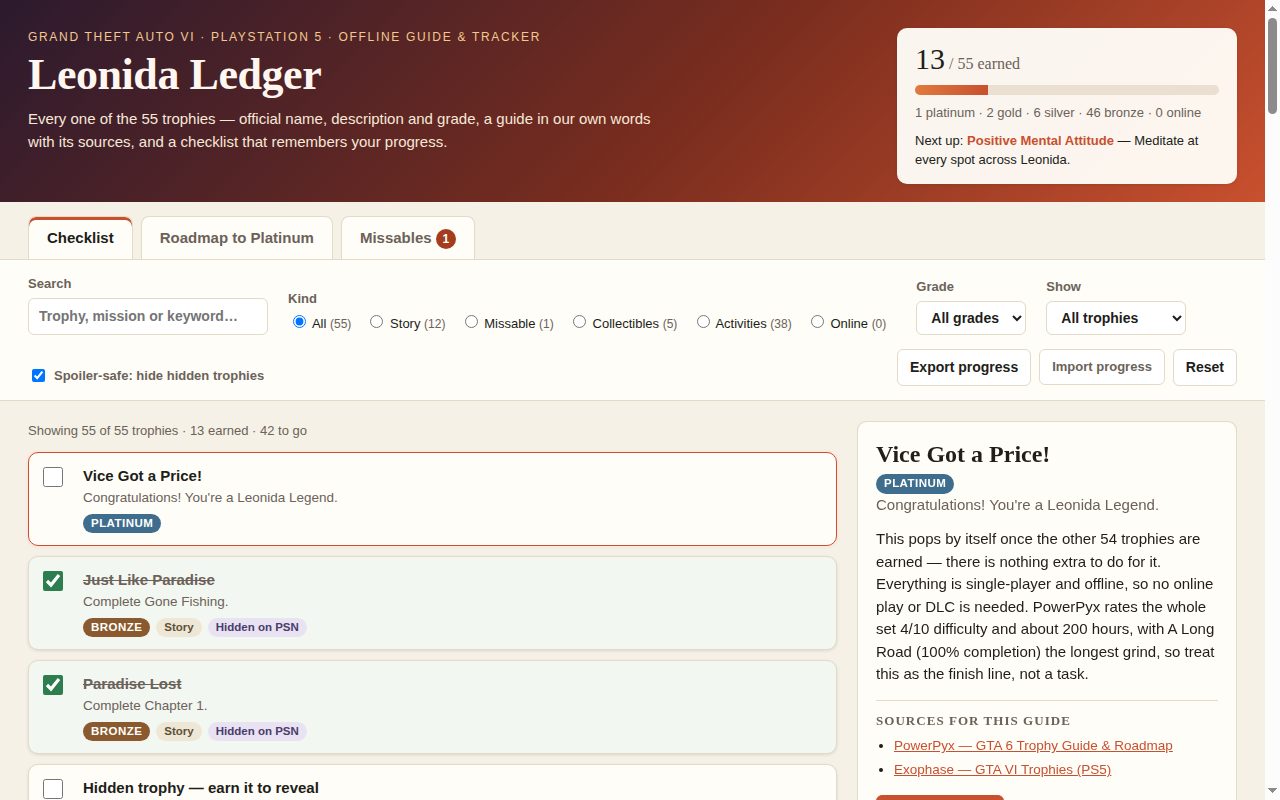 GRAND THEFT AUTO VI · PLAYSTATION 5 · OFFLINE GUIDE & TRACKER
Leonida Ledger
Every one of the 55 trophies — official name, description and grade, a guide in our own words
with its sources, and a checklist that remembers your progress.
13 / 55 earned
1 platinum · 2 gold · 6 silver · 46 bronze · 0 online
Next up: Positive Mental Attitude — Meditate at
every spot across Leonida.
Checklist
Roadmap to Platinum
Missables 1
Search
Trophy, mission or keyword…
Kind
All (55)
Story (12)
Missable (1)
Collectibles (5)
Activities (38)
Online (0)
Grade
All grades
Show
All trophies
Spoiler-safe: hide hidden trophies
Export progress
Import progress
Reset
Showing 55 of 55 trophies · 13 earned · 42 to go
Vice Got a Price!
Congratulations! You're a Leonida Legend.
PLATINUM
Just Like Paradise
Complete Gone Fishing.
BRONZE Story Hidden on PSN
Paradise Lost
Complete Chapter 1.
BRONZE Story Hidden on PSN
Hidden trophy — earn it to reveal
Vice Got a Price!
PLATINUM
Congratulations! You're a Leonida Legend.
This pops by itself once the other 54 trophies are
earned — there is nothing extra to do for it.
Everything is single-player and offline, so no online
play or DLC is needed. PowerPyx rates the whole
set 4/10 difficulty and about 200 hours, with A Long
Road (100% completion) the longest grind, so treat
this as the finish line, not a task.
SOURCES FOR THIS GUIDE
PowerPyx — GTA 6 Trophy Guide & Roadmap
Exophase — GTA VI Trophies (PS5)